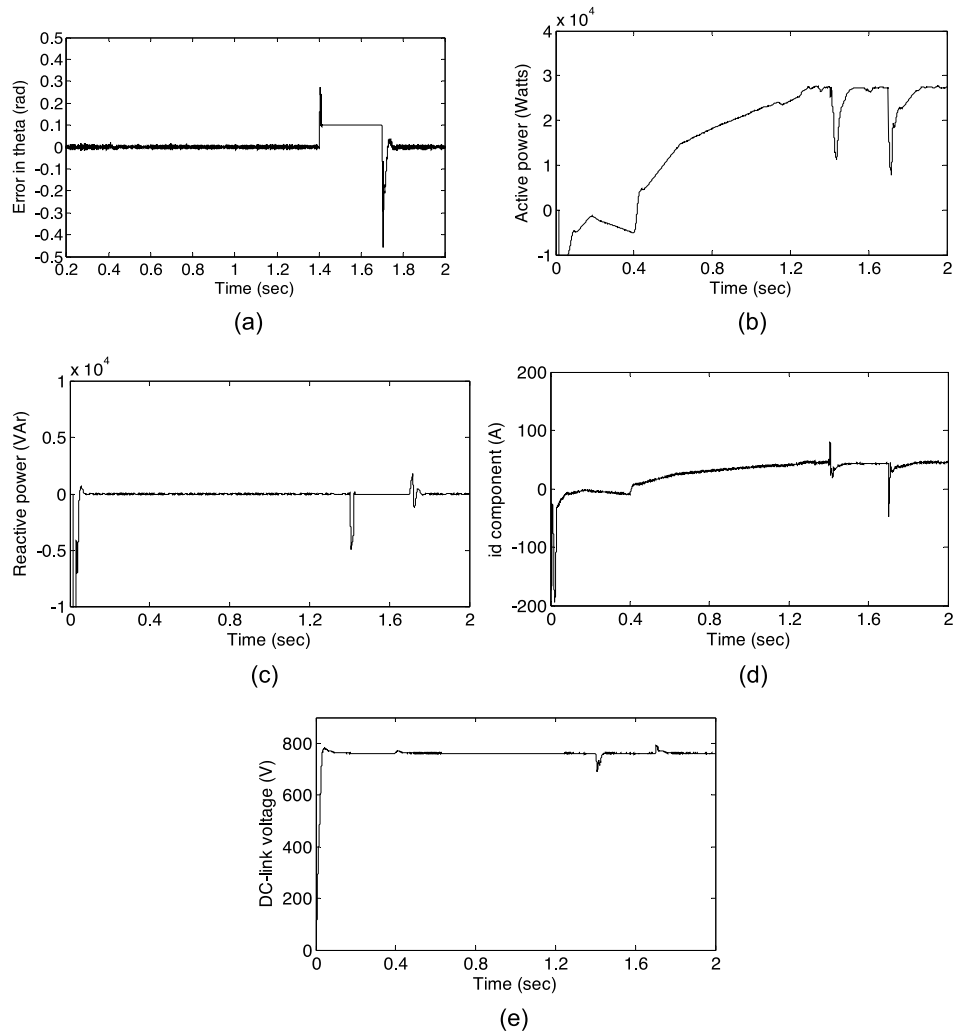 0.5
0.4
0.3
0.2
0.1
0
-0.1
-0.2
-0.3
-0.4
-0.5
Error in theta (rad)
0.2 0.4 0.6 0.8 1 1.2 1.4 1.6 1.8 2
Time (sec)
(a)
x 10⁴
4
3
2
1
0
-1
Active power (Watts)
0 0.4 0.8 1.2 1.6 2
Time (sec)
(b)
x 10⁴
1
0.5
0
-0.5
-1
Reactive power (VAr)
0 0.4 0.8 1.2 1.6 2
Time (sec)
(c)
200
100
0
-100
-200
id component (A)
0 0.4 0.8 1.2 1.6 2
Time (sec)
(d)
800
600
400
200
0
DC-link voltage (V)
0 0.4 0.8 1.2 1.6 2
Time (sec)
(e)